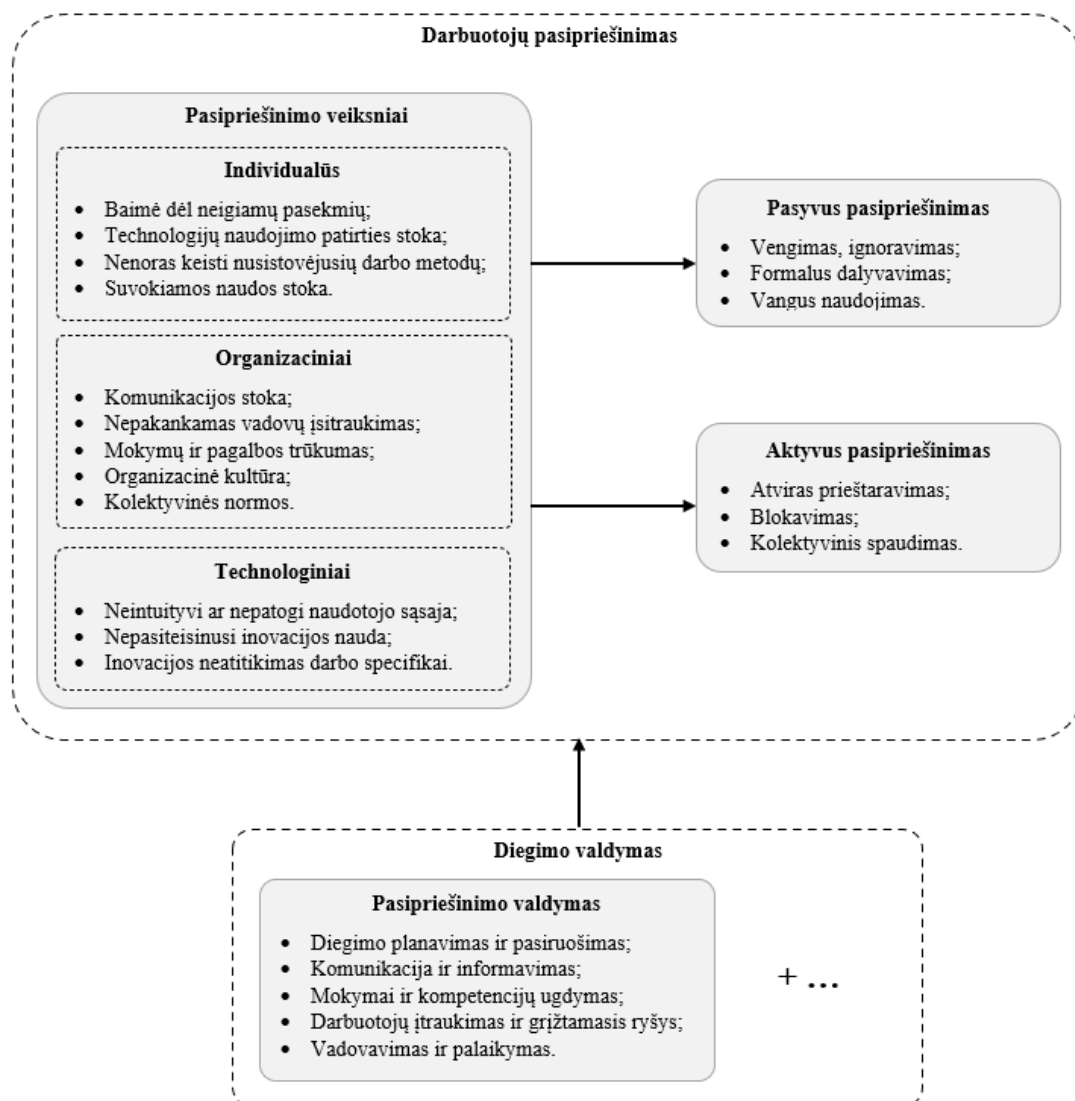 Darbuotojų pasipriešinimas
Pasipriešinimo veiksniai
Individualūs
• Baimė dėl neigiamų pasekmių;
• Technologijų naudojimo patirties stoka;
• Nenoras keisti nusistovėjusių darbo metodų;
• Suvokiamos naudos stoka.
Organizaciniai
• Komunikacijos stoka;
• Nepakankamas vadovų įsitraukimas;
• Mokymų ir pagalbos trūkumas;
• Organizacinė kultūra;
• Kolektyvinės normos.
Technologiniai
• Neintuityvi ar nepatogi naudotojo sąsaja;
• Nepasiteisinusi inovacijos nauda;
• Inovacijos neatitikimas darbo specifikai.
Pasyvus pasipriešinimas
• Vengimas, ignoravimas;
• Formalus dalyvavimas;
• Vangus naudojimas.
Aktyvus pasipriešinimas
• Atviras prieštaravimas;
• Blokavimas;
• Kolektyvinis spaudimas.
Diegimo valdymas
Pasipriešinimo valdymas
• Diegimo planavimas ir pasiruošimas;
• Komunikacija ir informavimas;
• Mokymai ir kompetencijų ugdymas;
• Darbuotojų įtraukimas ir grįžtamasis ryšys;
• Vadovavimas ir palaikymas.
+ ...